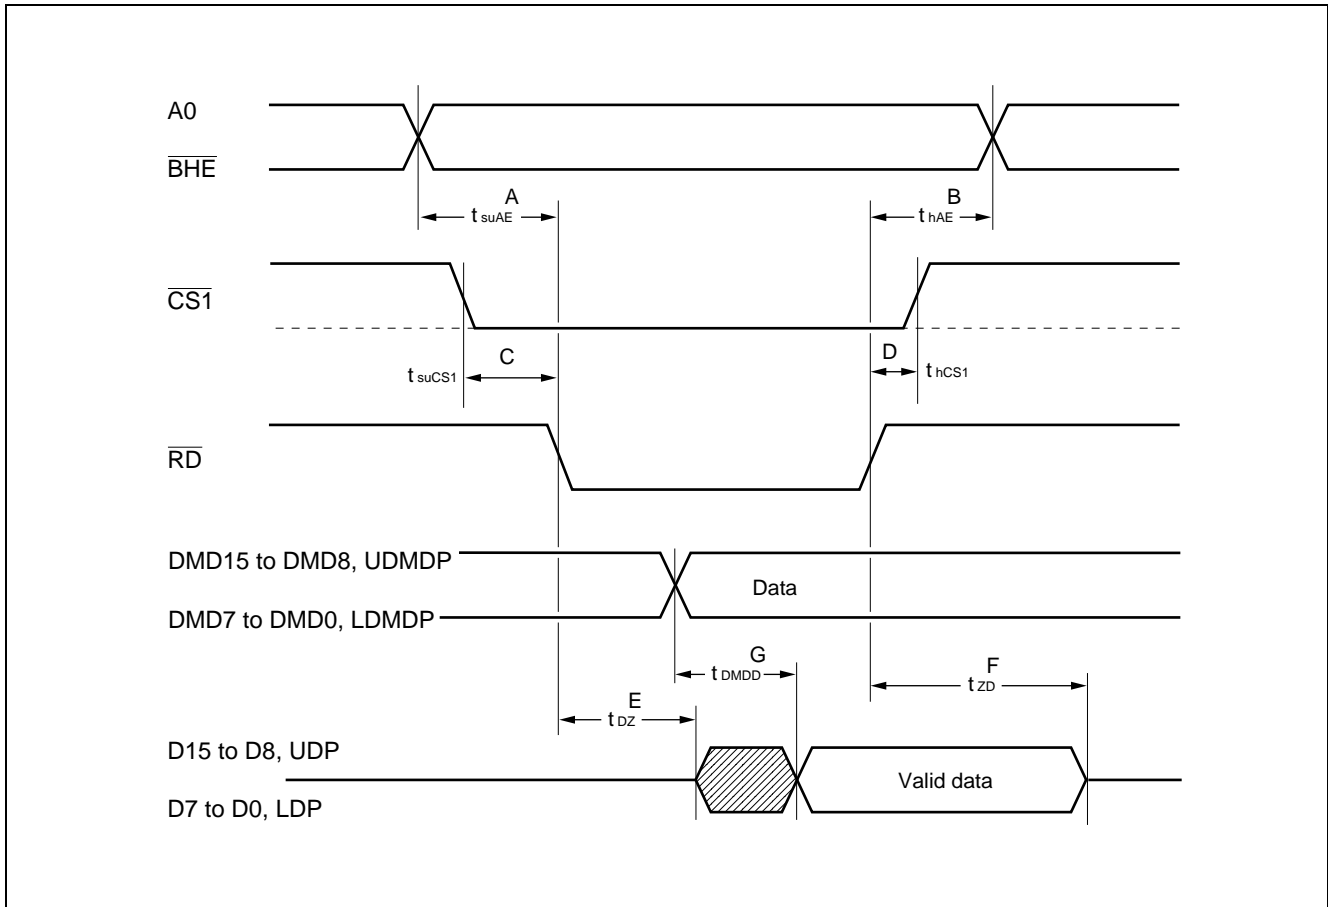 A0
BHE
A
t suAE
B
t hAE
CS1
C
t suCS1
D
t hCS1
RD
DMD15 to DMD8, UDMDP
Data
DMD7 to DMD0, LDMDP
G
t DMDD
F
t ZD
E
t DZ
D15 to D8, UDP
Valid data
D7 to D0, LDP